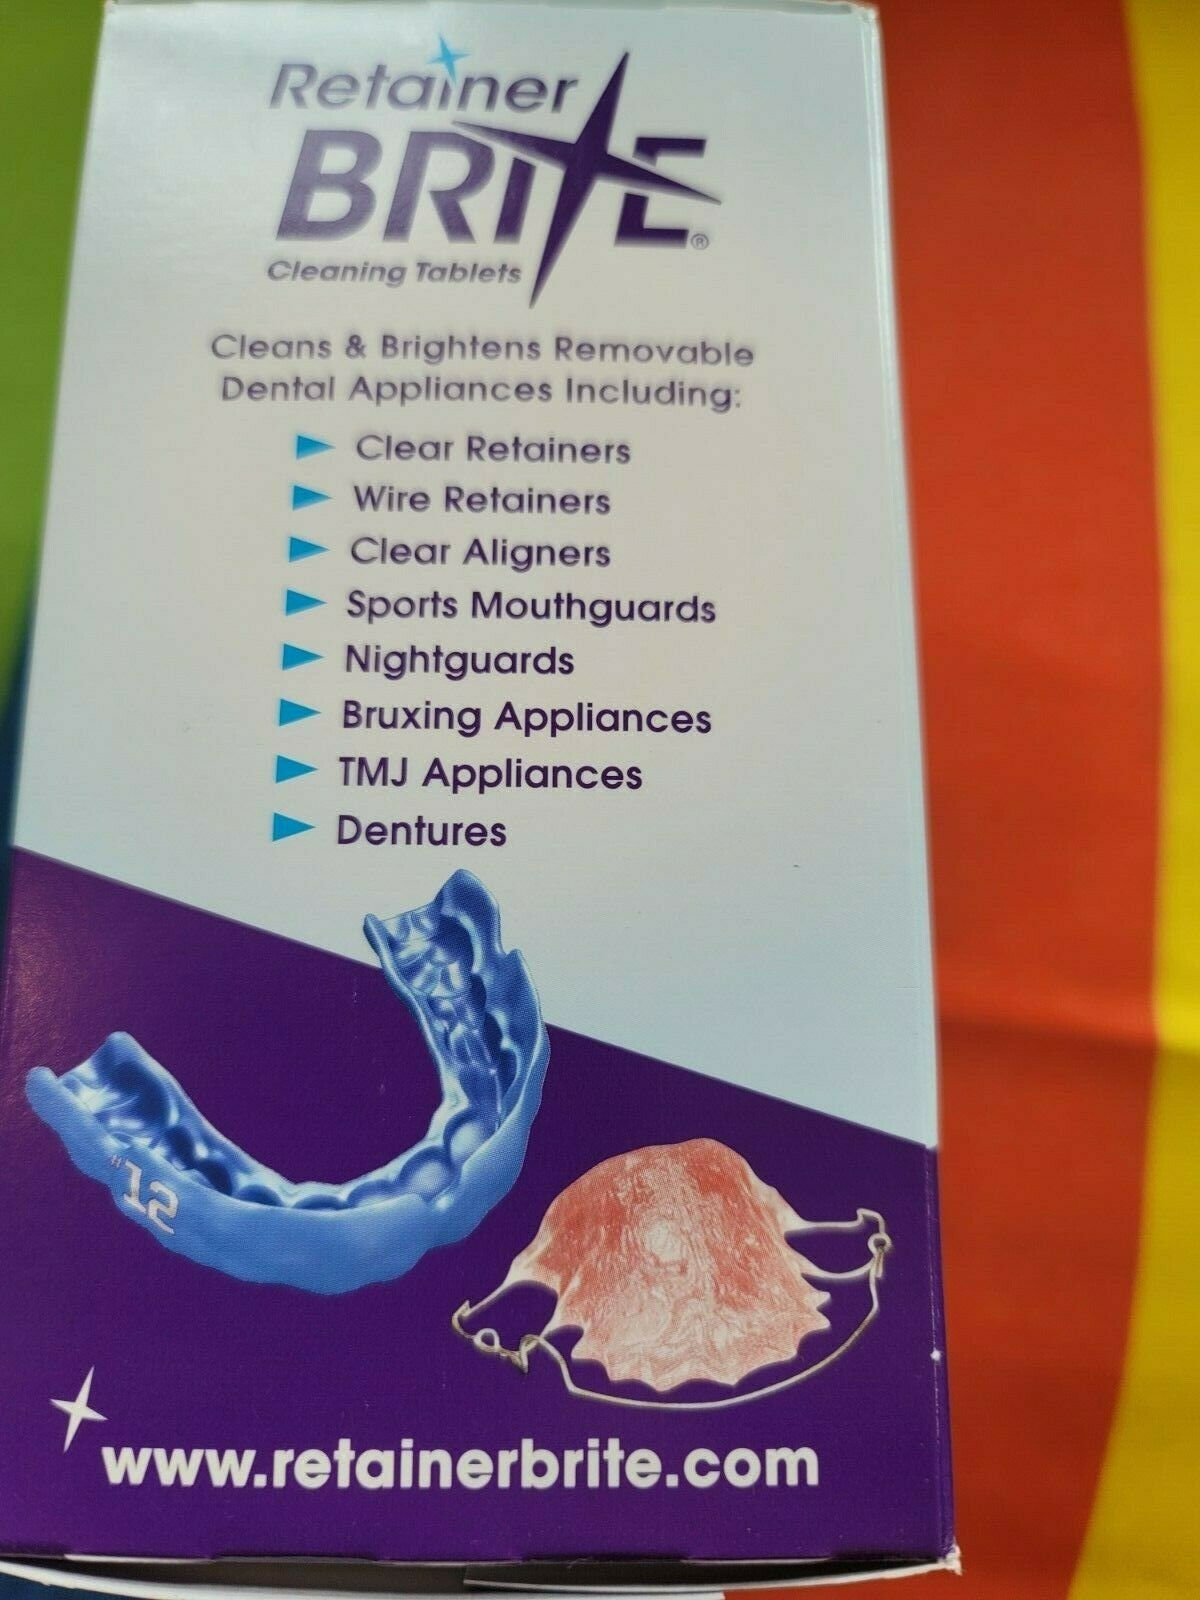 Retainer
BRITE®
Cleaning Tablets
Cleans & Brightens Removable
Dental Appliances Including:
Clear Retainers
Wire Retainers
Clear Aligners
Sports Mouthguards
Nightguards
Bruxing Appliances
TMJ Appliances
Dentures
#12
www.retainerbrite.com